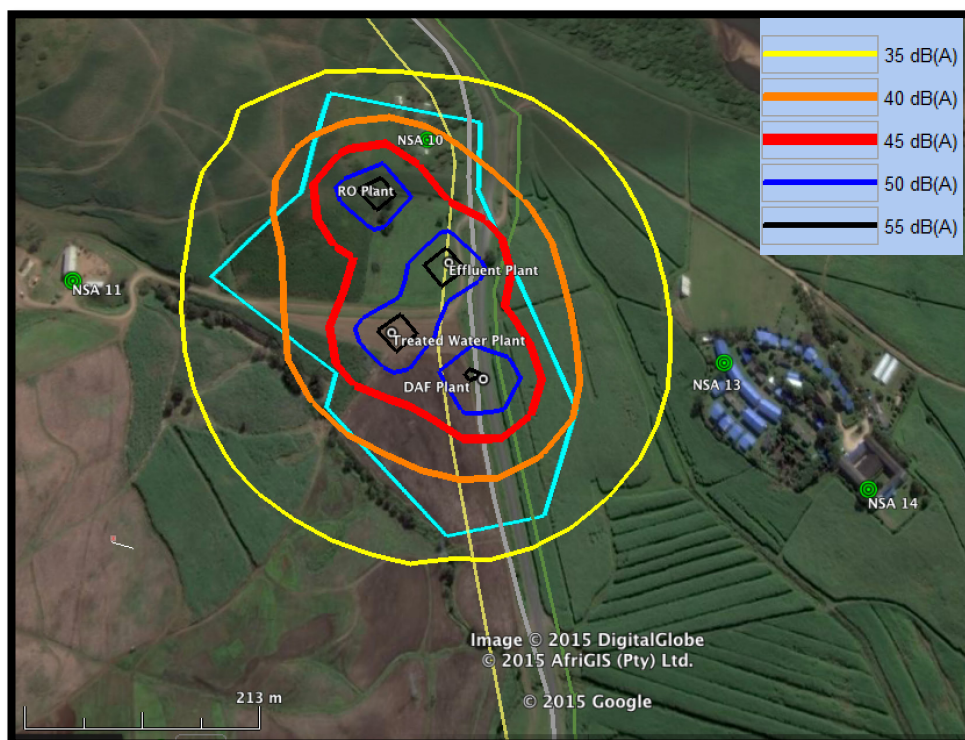 35 dB(A)
40 dB(A)
45 dB(A)
50 dB(A)
55 dB(A)
NSA 10
RO Plant
Effluent Plant
NSA 11
Treated Water Plant
NSA 13
DAF Plant
NSA 14
Image © 2015 DigitalGlobe
© 2015 AfriGIS (Pty) Ltd.
213 m
© 2015 Google